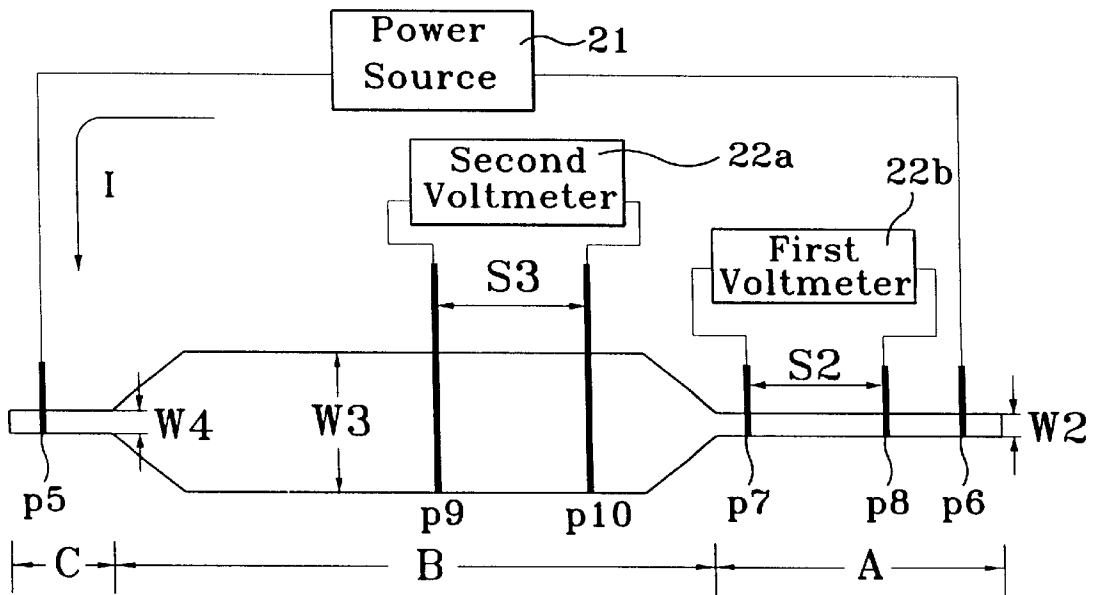 Power
Source
21
I
Second
Voltmeter
22a
22b
First
Voltmeter
S3
S2
W4
W3
W2
p5
p9
p10
p7
p8
p6
C
B
A